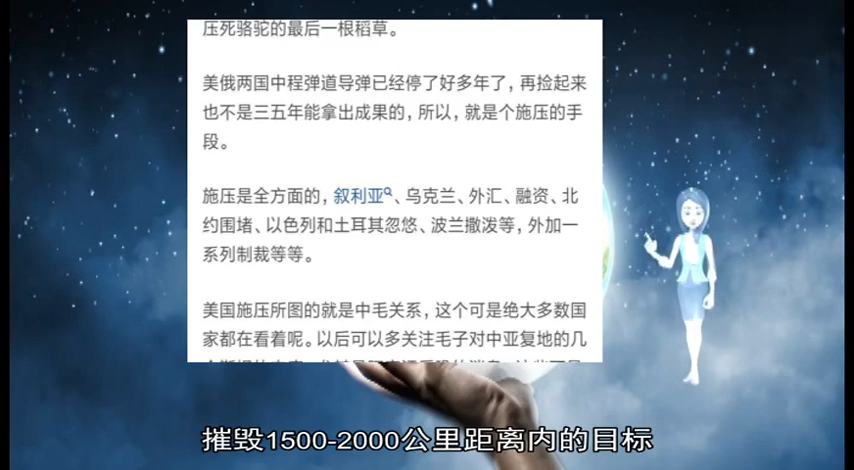 压死骆驼的最后一根稻草。
美俄两国中程弹道导弹已经停了好多年了，再捡起来
也不是三五年能拿出成果的，所以，就是个施压的手
段。
施压是全方面的，叙利亚、乌克兰、外汇、融资、北
约围堵、以色列和土耳其忽悠、波兰撒泼等，外加一
系列制裁等等。
美国施压所图的就是中毛关系，这个可是绝大多数国
家都在看着呢。以后可以多关注毛子对中亚复地的几
摧毁1500-2000公里距离内的目标